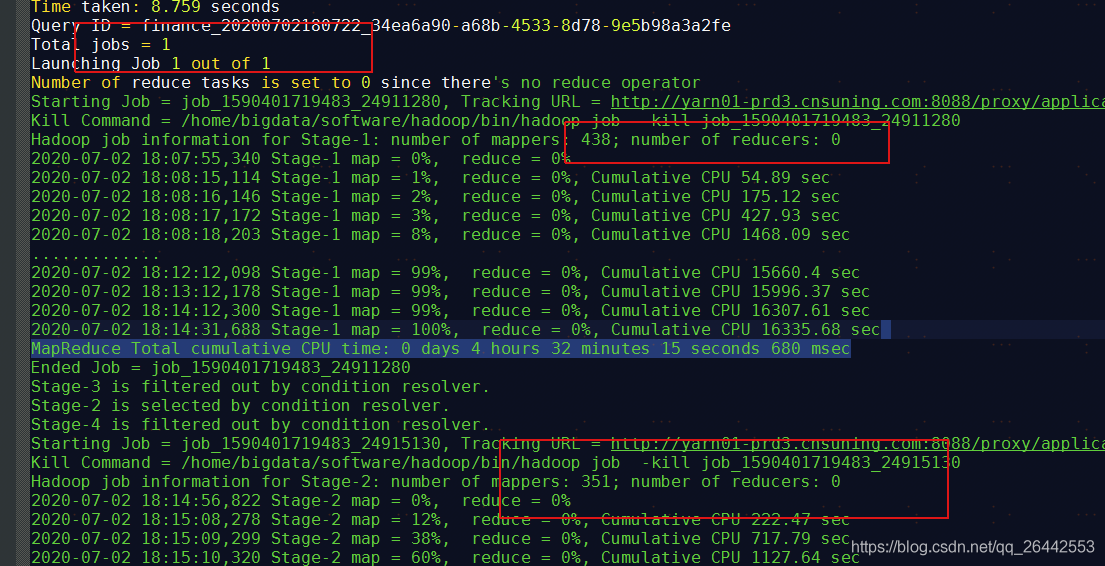 Time taken: 8.759 seconds
Query ID = finance_20200702180722_34ea6a90-a68b-4533-8d78-9e5b98a3a2fe
Total jobs = 1
Launching Job 1 out of 1
Number of reduce tasks is set to 0 since there's no reduce operator
Starting Job = job_1590401719483_24911280, Tracking URL = http://yarn01-prd3.cnsuning.com:8088/proxy/applica
Kill Command = /home/bigdata/software/hadoop/bin/hadoop job  -kill job_1590401719483_24911280
Hadoop job information for Stage-1: number of mappers: 438; number of reducers: 0
2020-07-02 18:07:55,340 Stage-1 map = 0%,  reduce = 0%
2020-07-02 18:08:15,114 Stage-1 map = 1%,  reduce = 0%, Cumulative CPU 54.89 sec
2020-07-02 18:08:16,146 Stage-1 map = 2%,  reduce = 0%, Cumulative CPU 175.12 sec
2020-07-02 18:08:17,172 Stage-1 map = 3%,  reduce = 0%, Cumulative CPU 427.93 sec
2020-07-02 18:08:18,203 Stage-1 map = 8%,  reduce = 0%, Cumulative CPU 1468.09 sec
.............
2020-07-02 18:12:12,098 Stage-1 map = 99%,  reduce = 0%, Cumulative CPU 15660.4 sec
2020-07-02 18:13:12,178 Stage-1 map = 99%,  reduce = 0%, Cumulative CPU 15996.37 sec
2020-07-02 18:14:12,300 Stage-1 map = 99%,  reduce = 0%, Cumulative CPU 16307.61 sec
2020-07-02 18:14:31,688 Stage-1 map = 100%,  reduce = 0%, Cumulative CPU 16335.68 sec
MapReduce Total cumulative CPU time: 0 days 4 hours 32 minutes 15 seconds 680 msec
Ended Job = job_1590401719483_24911280
Stage-3 is filtered out by condition resolver.
Stage-2 is selected by condition resolver.
Stage-4 is filtered out by condition resolver.
Starting Job = job_1590401719483_24915130, Tracking URL = http://yarn01-prd3.cnsuning.com:8088/proxy/applica
Kill Command = /home/bigdata/software/hadoop/bin/hadoop job  -kill job_1590401719483_24915130
Hadoop job information for Stage-2: number of mappers: 351; number of reducers: 0
2020-07-02 18:14:56,822 Stage-2 map = 0%,  reduce = 0%
2020-07-02 18:15:08,278 Stage-2 map = 12%,  reduce = 0%, Cumulative CPU 222.47 sec
2020-07-02 18:15:09,299 Stage-2 map = 38%,  reduce = 0%, Cumulative CPU 717.79 sec
2020-07-02 18:15:10,320 Stage-2 map = 60%,  reduce = 0%, Cumulative CPU 1127.64 sec
https://blog.csdn.net/qq_26442553